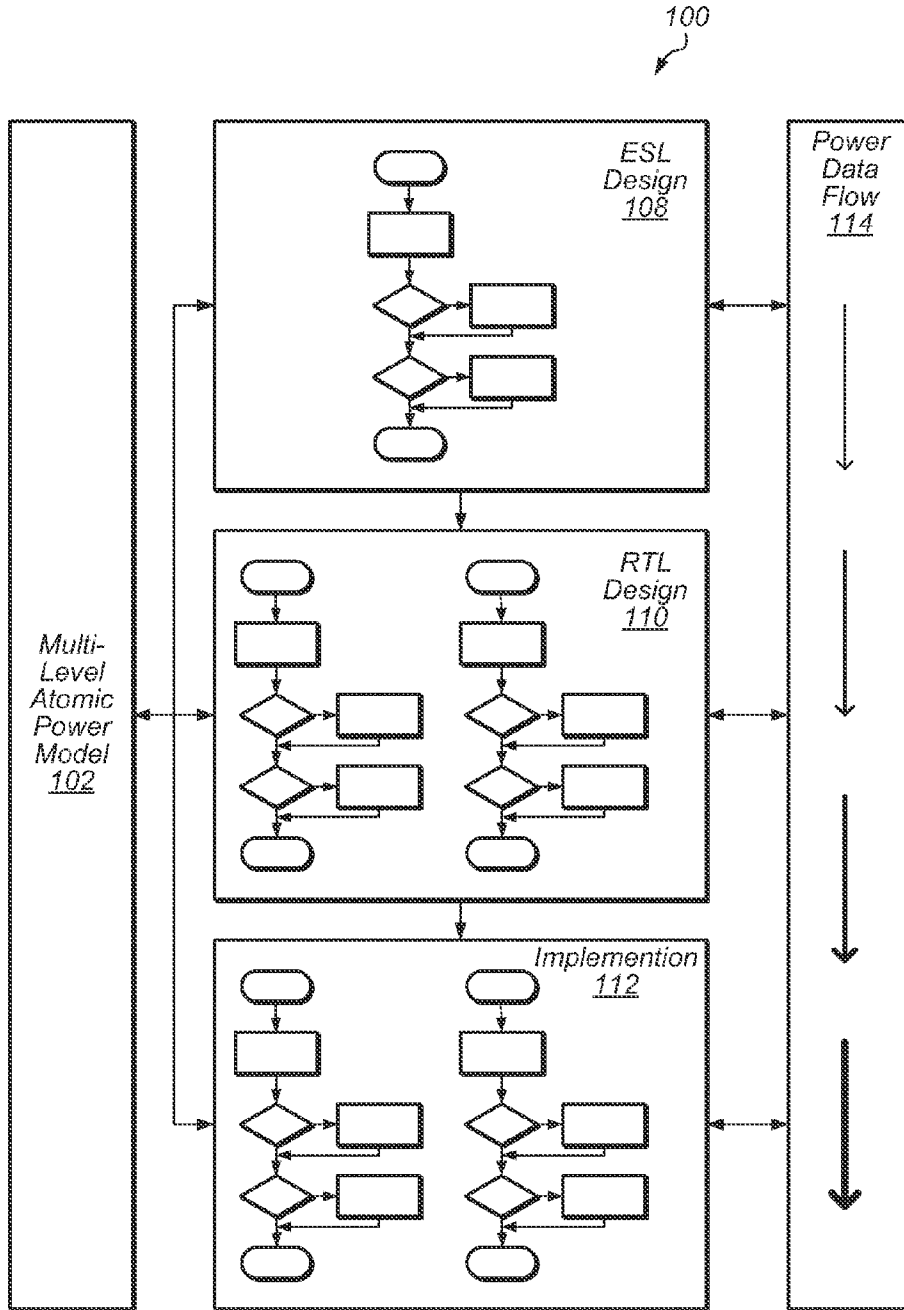 100
ESL
Design
108
Power
Data
Flow
114
RTL
Design
110
Multi-
Level
Atomic
Power
Model
102
Implemention
112